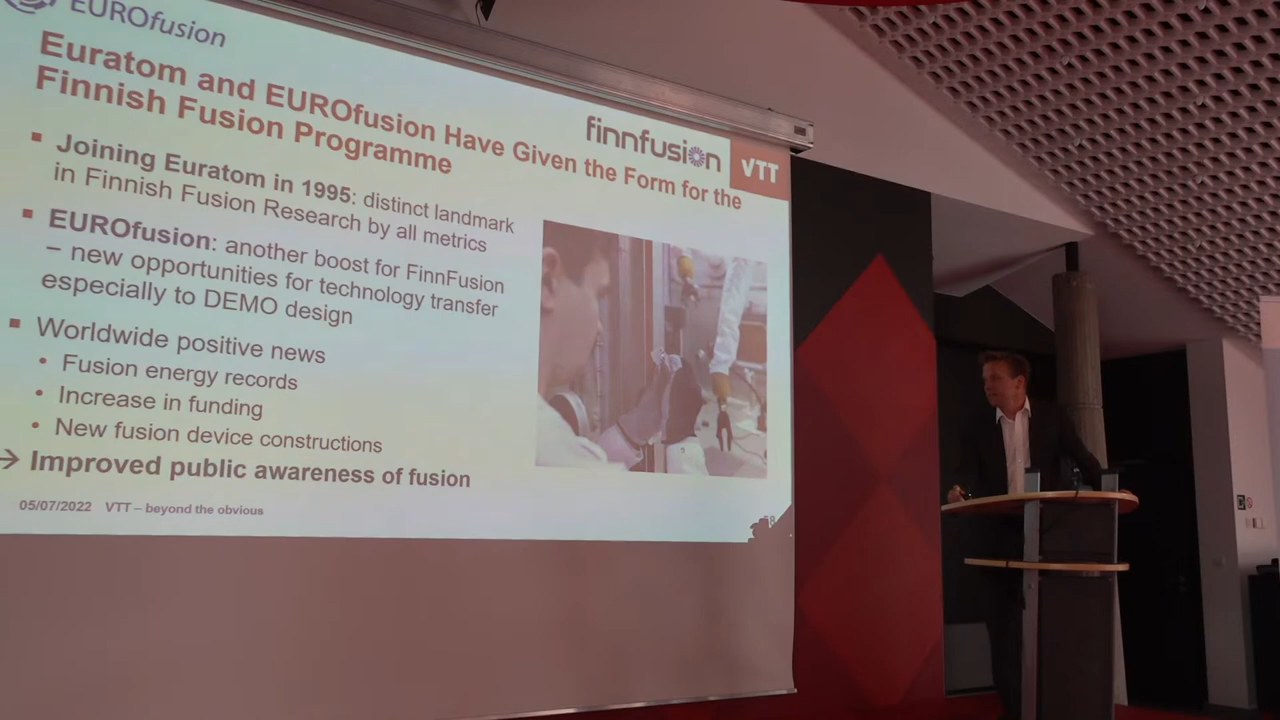 EUROfusion
Euratom and EUROfusion Have Given the Form for the
Finnish Fusion Programme
finnfusion
VTT
Joining Euratom in 1995: distinct landmark
in Finnish Fusion Research by all metrics
EUROfusion: another boost for FinnFusion
– new opportunities for technology transfer
especially to DEMO design
Worldwide positive news
Fusion energy records
Increase in funding
New fusion device constructions
→ Improved public awareness of fusion
05/07/2022 VTT – beyond the obvious